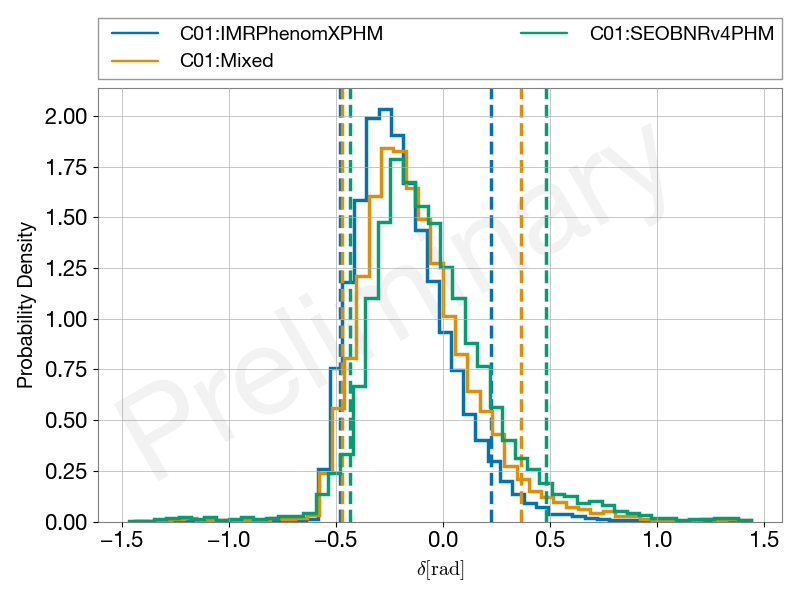 C01:IMRPhenomXPHM
C01:Mixed
C01:SEOBNRv4PHM
Preliminary
Probability Density
2.00
1.75
1.50
1.25
1.00
0.75
0.50
0.25
0.00
−1.5 −1.0 −0.5 0.0 0.5 1.0 1.5
δ[rad]